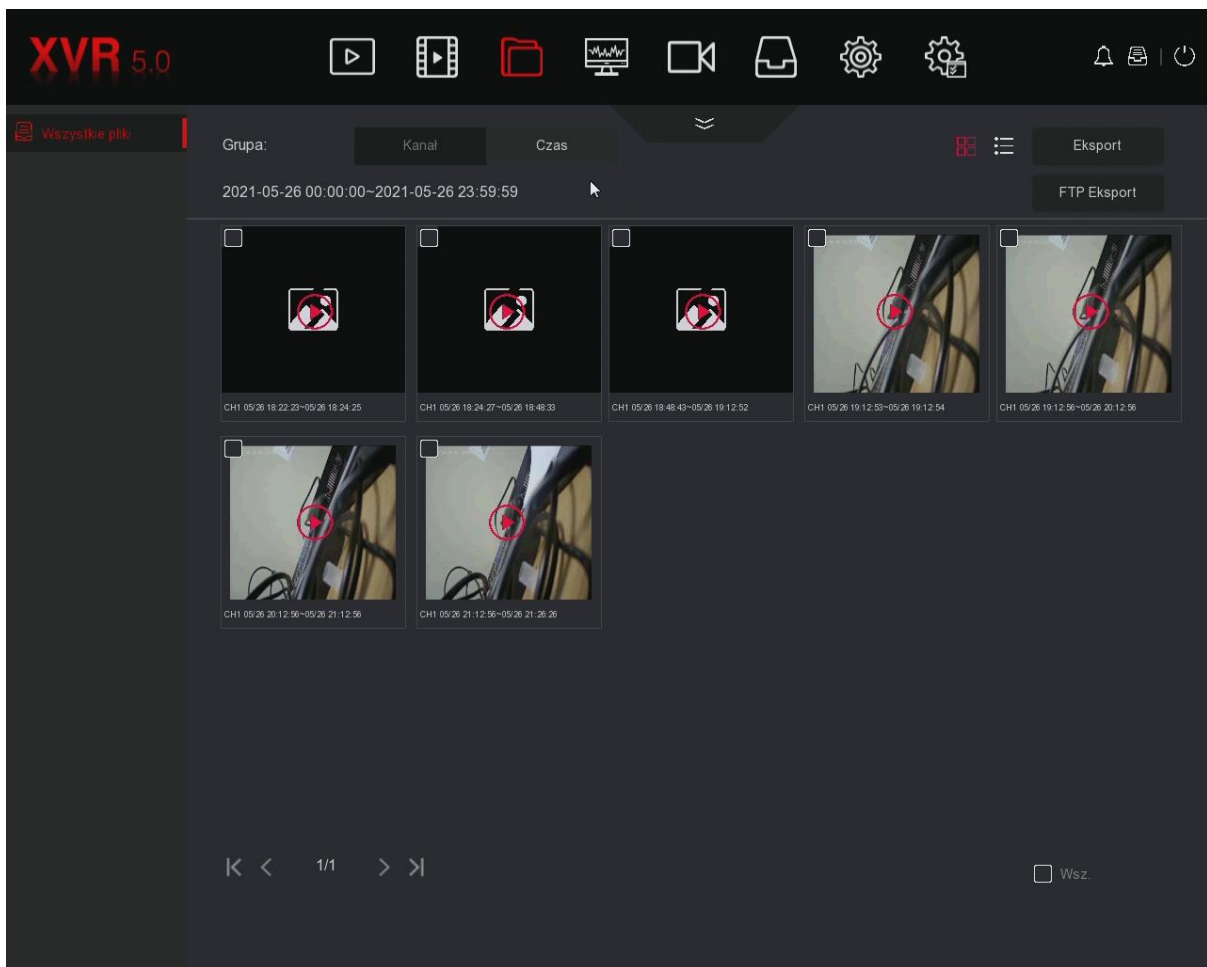 XVR 5.0
Wszystkie pliki
Grupa:
Kanał
Czas
Eksport
2021-05-26 00:00:00~2021-05-26 23:59:59
FTP Eksport
CH1 05/26 18:22:23~05/26 18:24:25
CH1 05/26 18:24:27~05/26 18:48:33
CH1 05/26 18:48:43~05/26 19:12:52
CH1 05/26 19:12:53~05/26 19:12:54
CH1 05/26 19:12:56~05/26 20:12:56
CH1 05/26 20:12:56~05/26 21:12:56
CH1 05/26 21:12:56~05/26 21:26:26
1/1
Wsz.